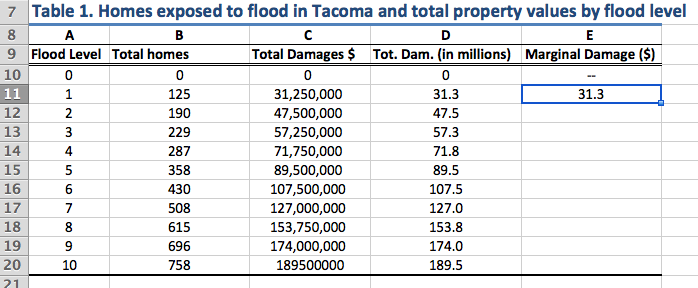 7 Table 1. Homes exposed to flood in Tacoma and total property values by flood level
8 A B C D E
9 Flood Level Total homes Total Damages $ Tot. Dam. (in millions) Marginal Damage ($)
10 0 0 0 0 --
11 1 125 31,250,000 31.3 31.3
12 2 190 47,500,000 47.5
13 3 229 57,250,000 57.3
14 4 287 71,750,000 71.8
15 5 358 89,500,000 89.5
16 6 430 107,500,000 107.5
17 7 508 127,000,000 127.0
18 8 615 153,750,000 153.8
19 9 696 174,000,000 174.0
20 10 758 189500000 189.5
21